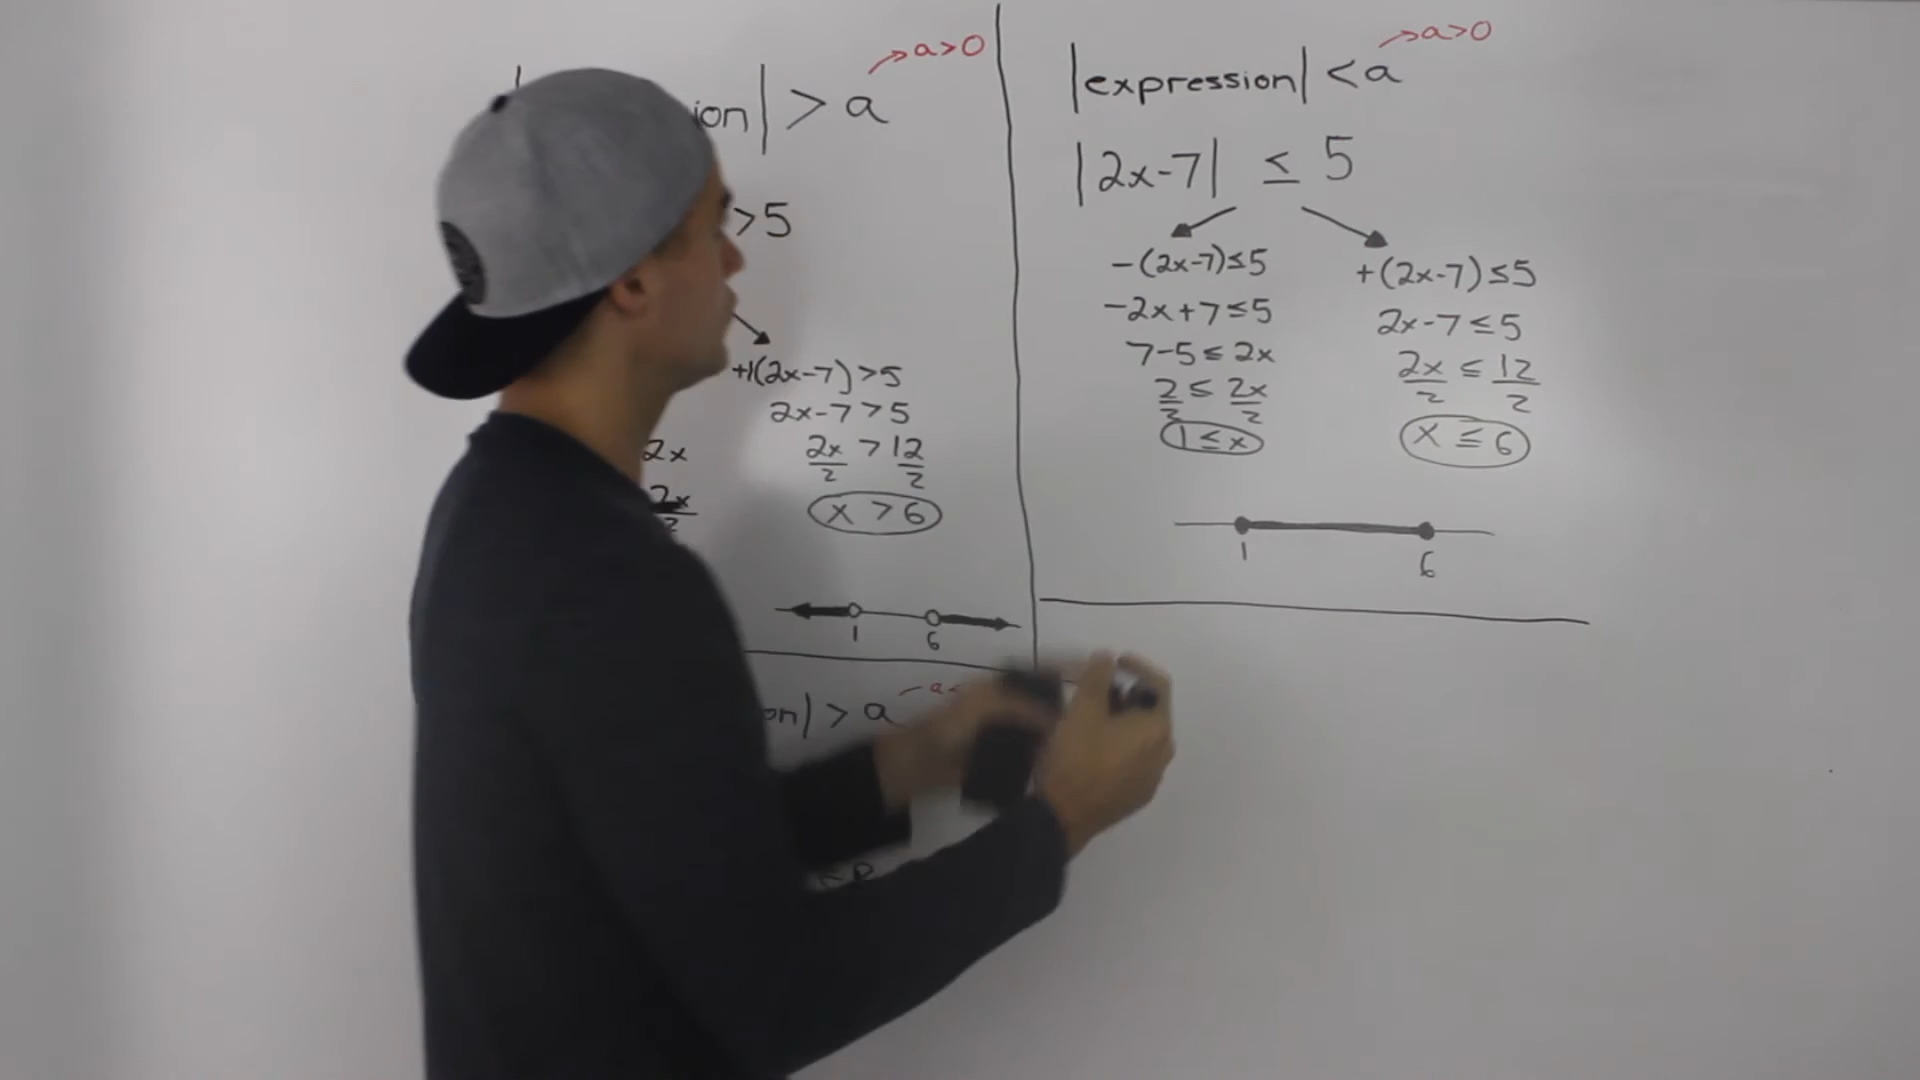 → a>0
| > a
>5
+1(2x-7) >5
2x-7 >5
2x
2x > 12
2 2
2x
2
x > 6
1 6
| > a
→ a>0
|expression| < a
|2x-7| ≤ 5
-(2x-7)≤5
-2x+7≤5
7-5≤2x
2 ≤ 2x
2 2
1 ≤ x
+(2x-7)≤5
2x-7≤5
2x ≤ 12
2 2
x ≤ 6
1 6